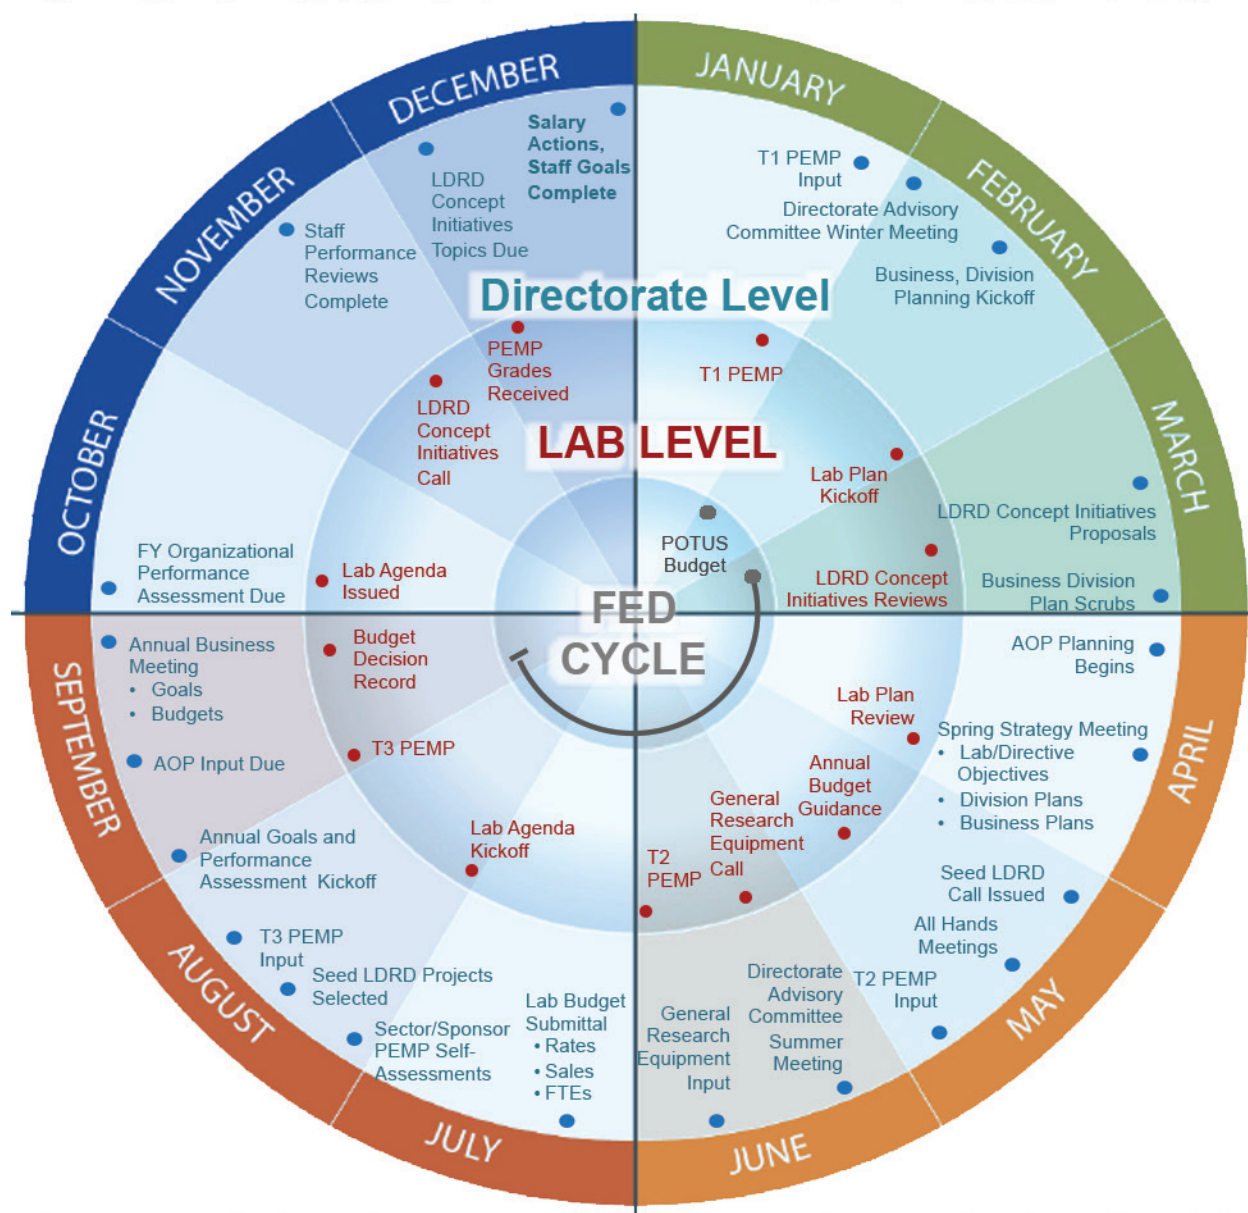 JANUARY
FEBRUARY
MARCH
APRIL
MAY
JUNE
JULY
AUGUST
SEPTEMBER
OCTOBER
NOVEMBER
DECEMBER
Directorate Level
T1 PEMP
Input
Directorate Advisory
Committee Winter Meeting
Business, Division
Planning Kickoff
LDRD Concept Initiatives
Proposals
Business Division
Plan Scrubs
AOP Planning
Begins
Spring Strategy Meeting
• Lab/Directive
Objectives
• Division Plans
• Business Plans
Seed LDRD
Call Issued
All Hands
Meetings
T2 PEMP
Input
Directorate
Advisory
Committee
Summer
Meeting
General
Research
Equipment
Input
Lab Budget
Submittal
• Rates
• Sales
• FTEs
Sector/Sponsor
PEMP Self-
Assessments
Seed LDRD Projects
Selected
T3 PEMP
Input
Annual Goals and
Performance
Assessment Kickoff
AOP Input Due
Annual Business
Meeting
• Goals
• Budgets
FY Organizational
Performance
Assessment Due
Staff
Performance
Reviews
Complete
LDRD
Concept
Initiatives
Topics Due
Salary
Actions,
Staff Goals
Complete
LAB LEVEL
T1 PEMP
Lab Plan
Kickoff
LDRD Concept
Initiatives Reviews
Lab Plan
Review
Annual
Budget
Guidance
General
Research
Equipment
Call
T2
PEMP
Lab Agenda
Kickoff
T3 PEMP
Budget
Decision
Record
Lab Agenda
Issued
LDRD
Concept
Initiatives
Call
PEMP
Grades
Received
POTUS
Budget
FED
CYCLE